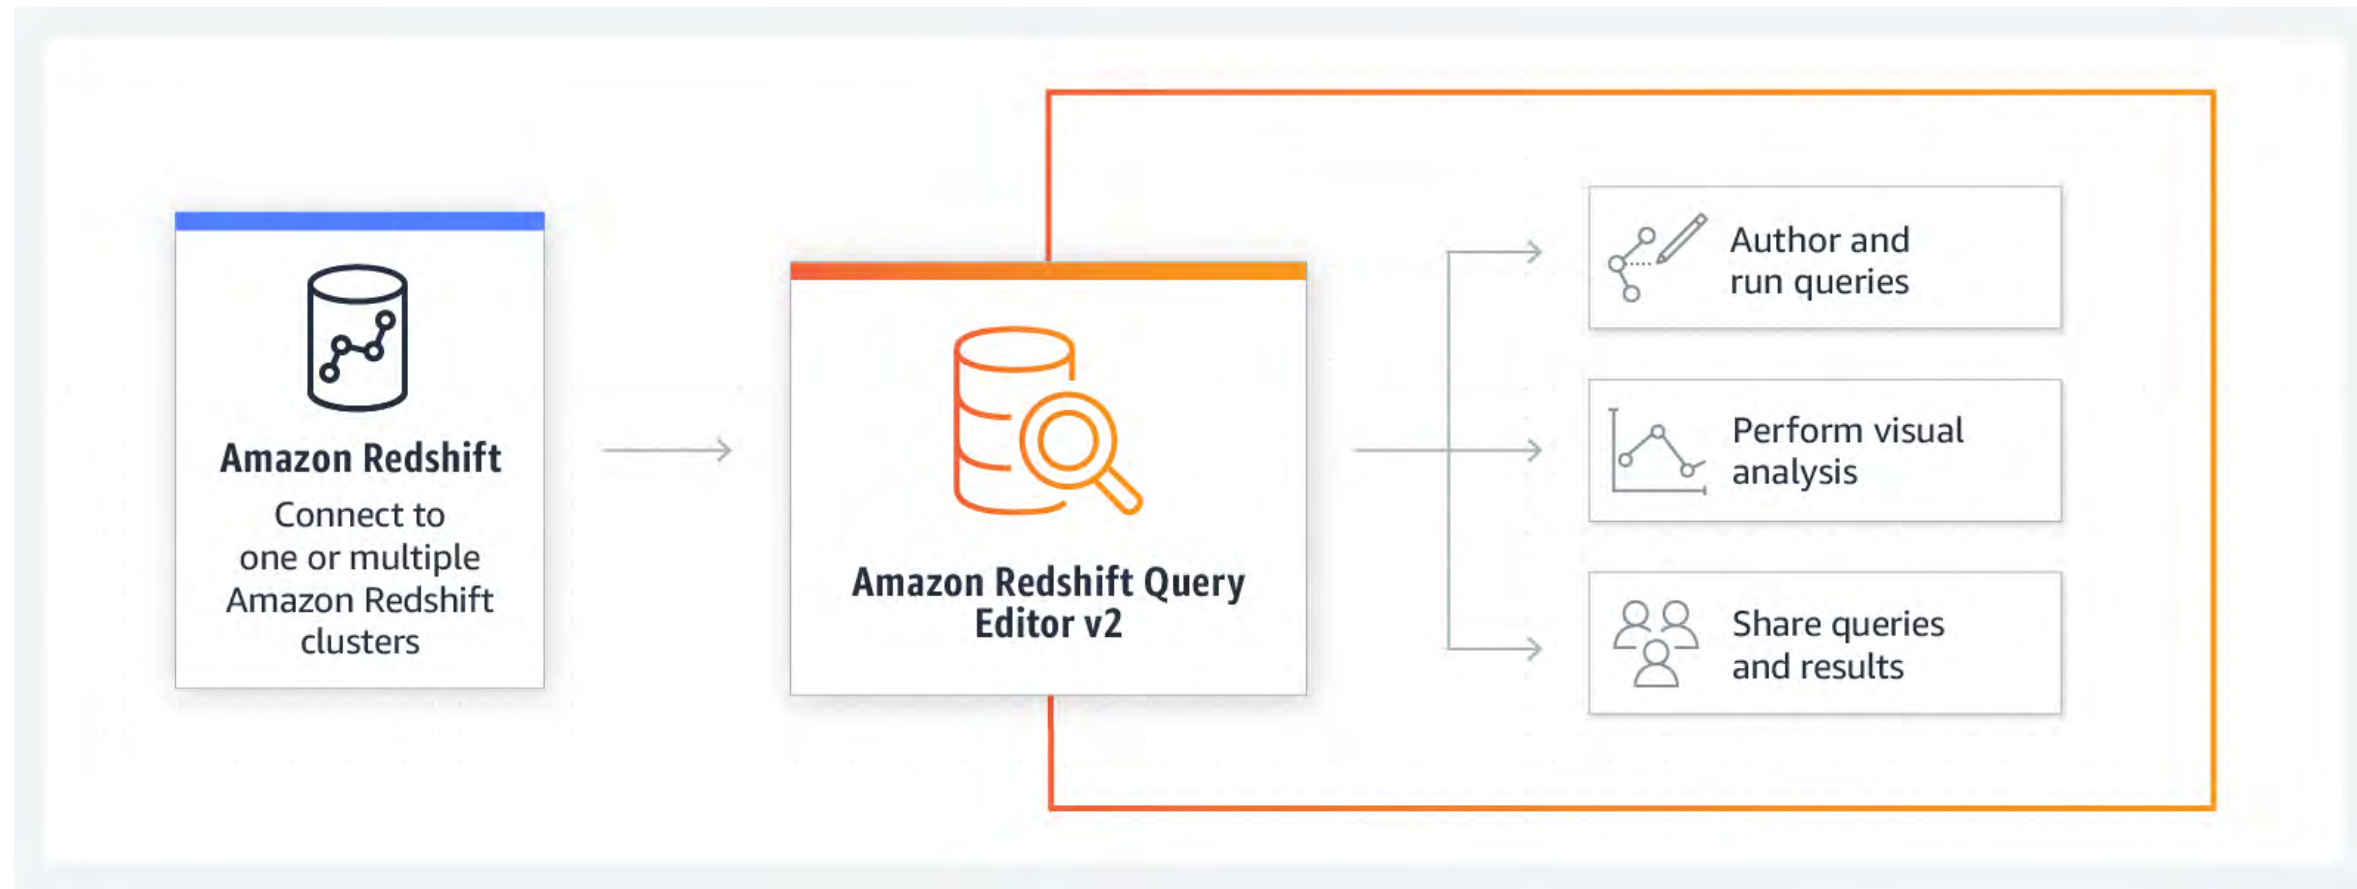 Amazon Redshift
Connect to
one or multiple
Amazon Redshift
clusters
Amazon Redshift Query
Editor v2
Author and
run queries
Perform visual
analysis
Share queries
and results